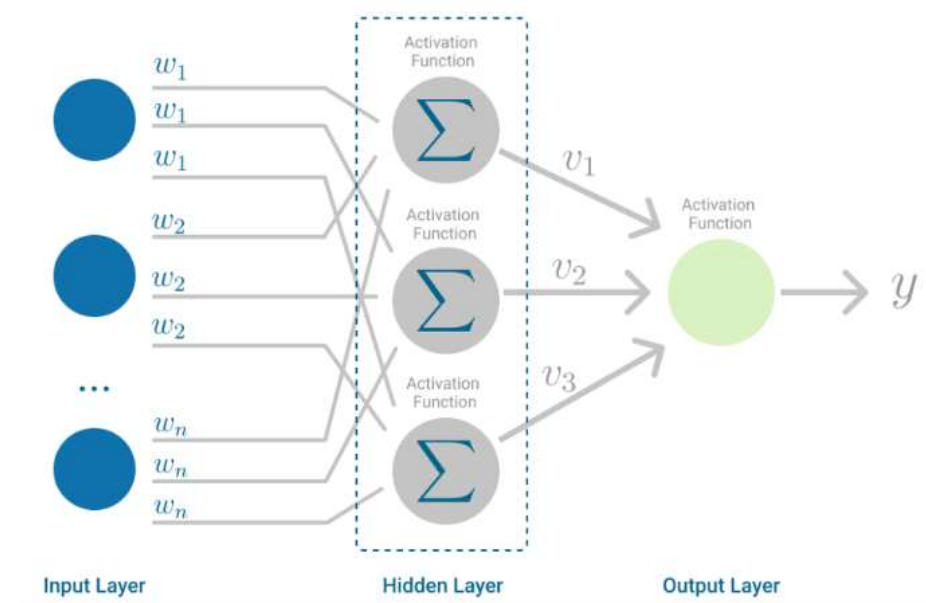 Activation
Function
w₁
w₁
w₁
w₂
w₂
w₂
...
wₙ
wₙ
wₙ
Σ
Activation
Function
Σ
Activation
Function
Σ
v₁
v₂
v₃
Activation
Function
y
Input Layer
Hidden Layer
Output Layer